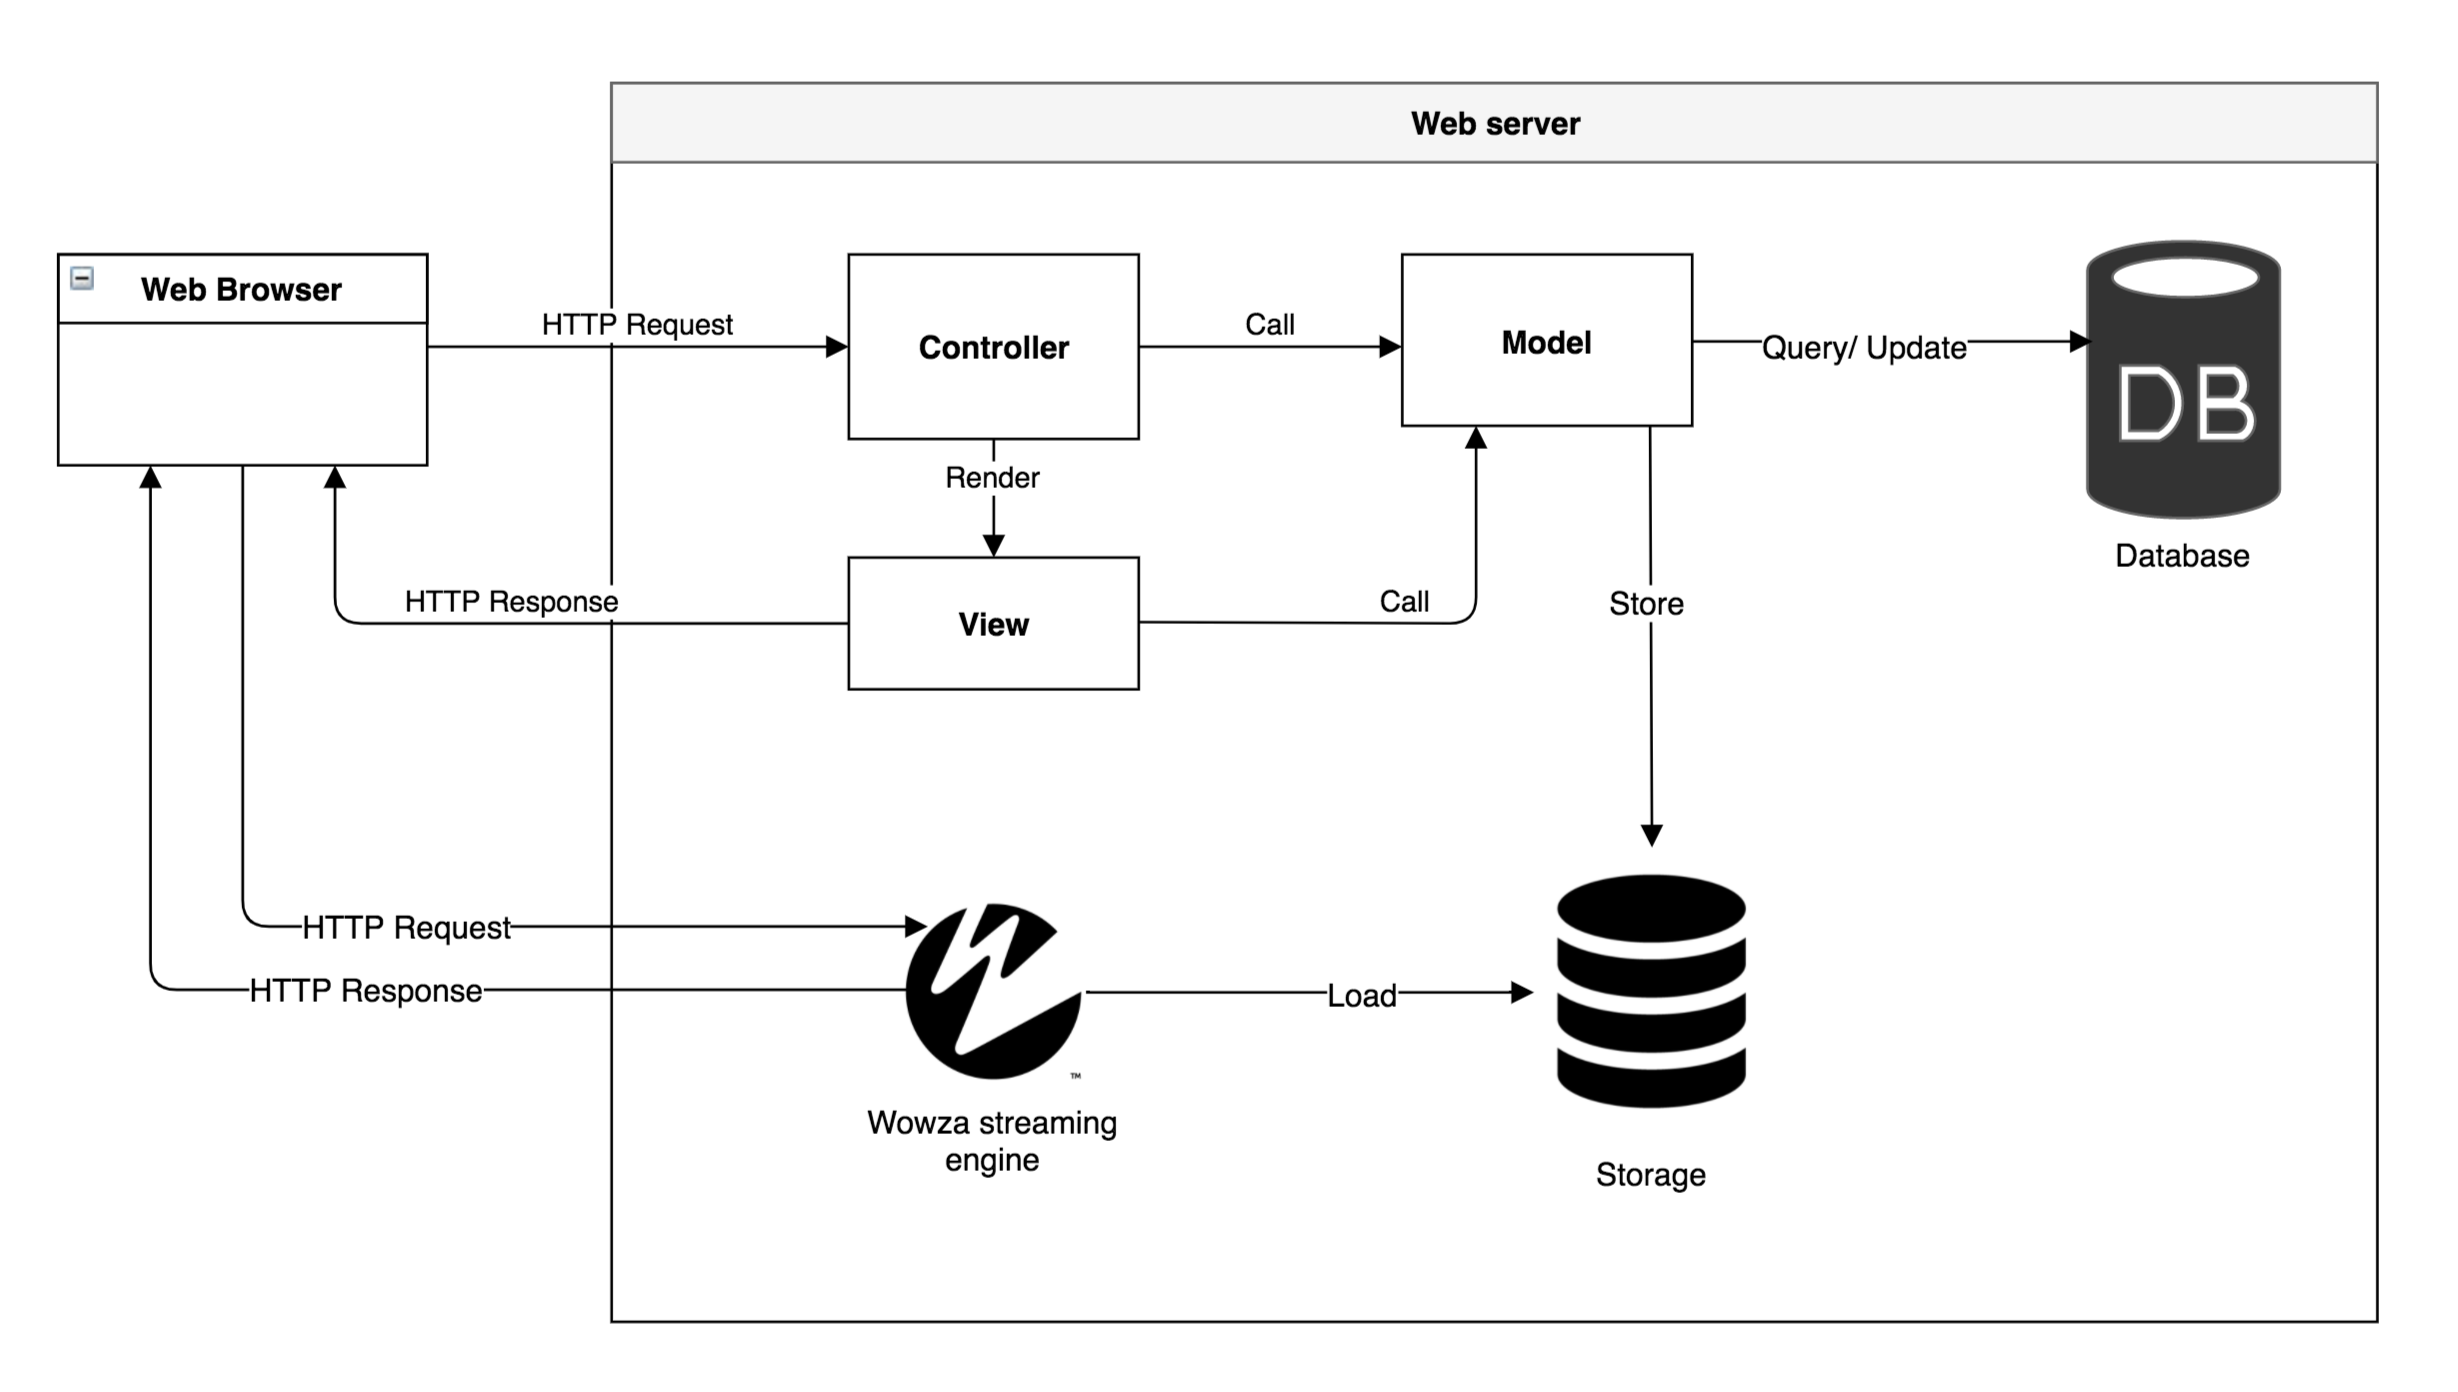 Web server
Web Browser
HTTP Request
Controller
Call
Model
Query/ Update
DB
Database
Render
HTTP Response
View
Call
Store
HTTP Request
HTTP Response
Load
TM
Wowza streaming
engine
Storage